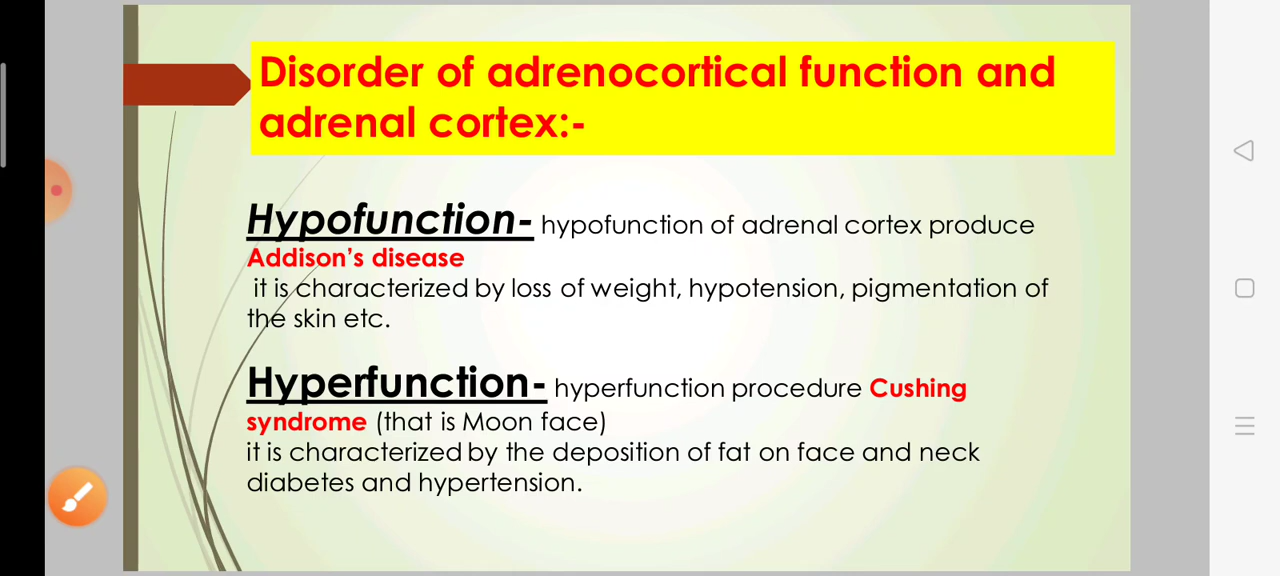 Disorder of adrenocortical function and
adrenal cortex:-
Hypofunction- hypofunction of adrenal cortex produce
Addison's disease
it is characterized by loss of weight, hypotension, pigmentation of
the skin etc.
Hyperfunction- hyperfunction procedure Cushing
syndrome (that is Moon face)
it is characterized by the deposition of fat on face and neck
diabetes and hypertension.